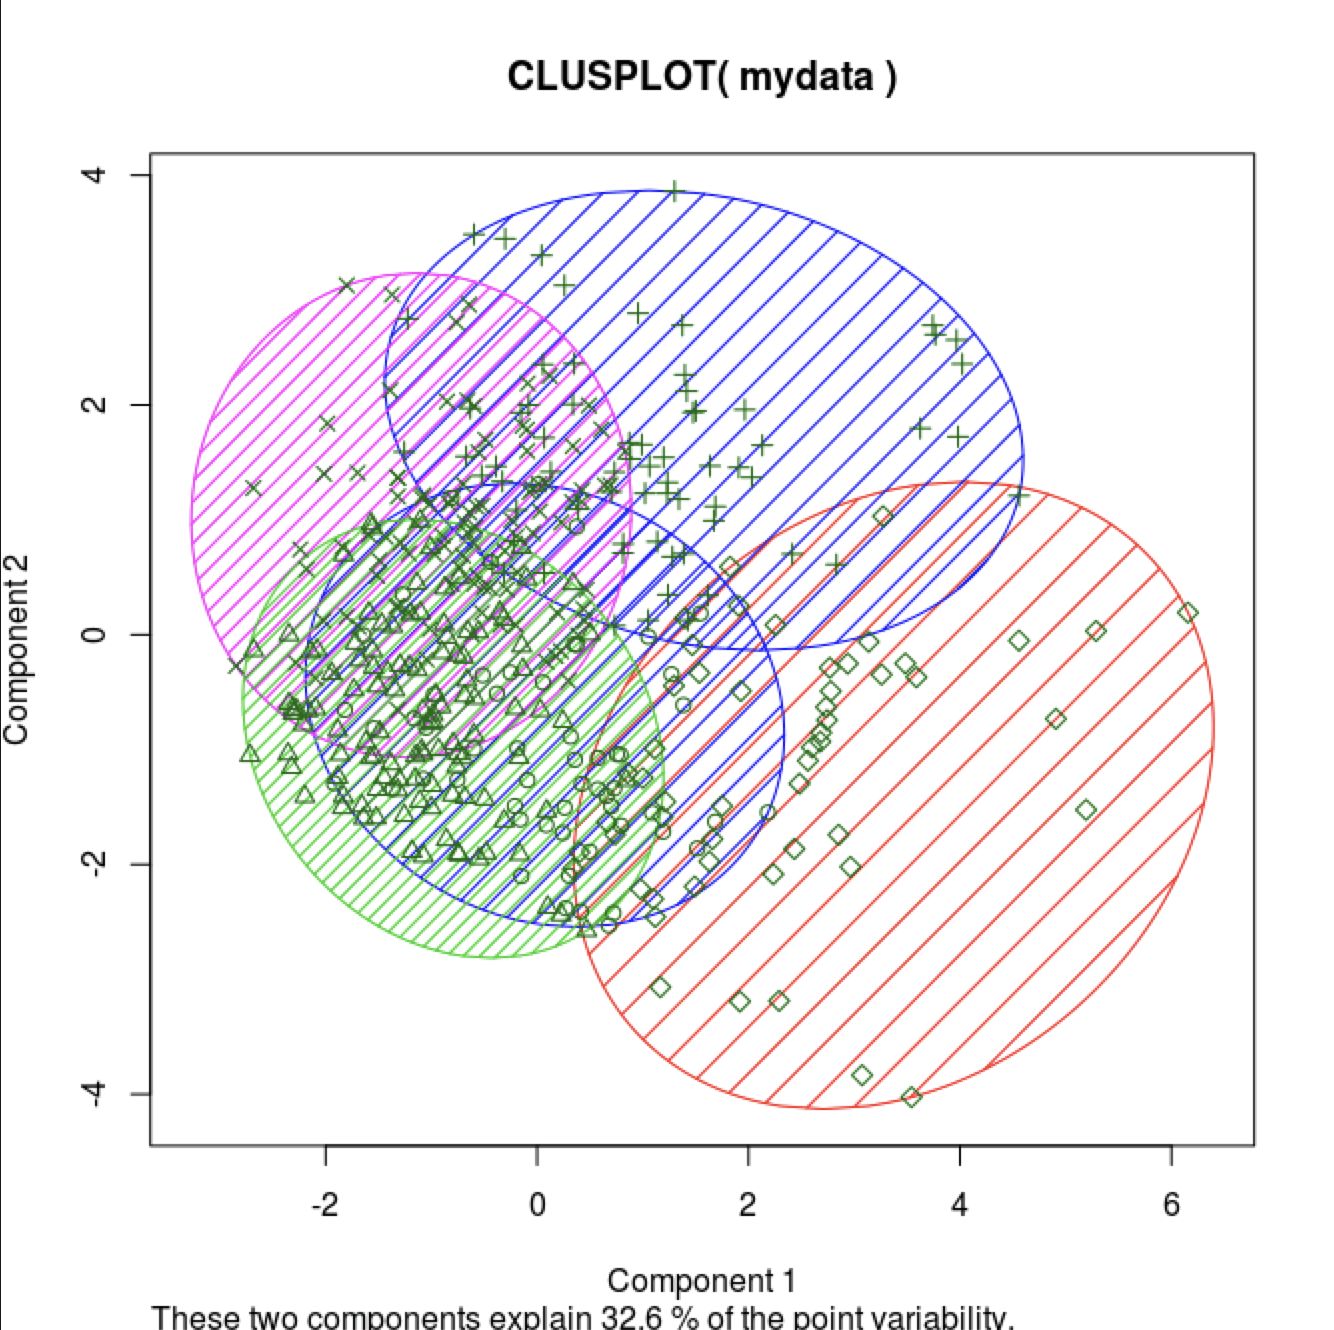 CLUSPLOT( mydata )
4
2
0
-2
-4
Component 2
-2 0 2 4 6
Component 1
These two components explain 32.6 % of the point variability.